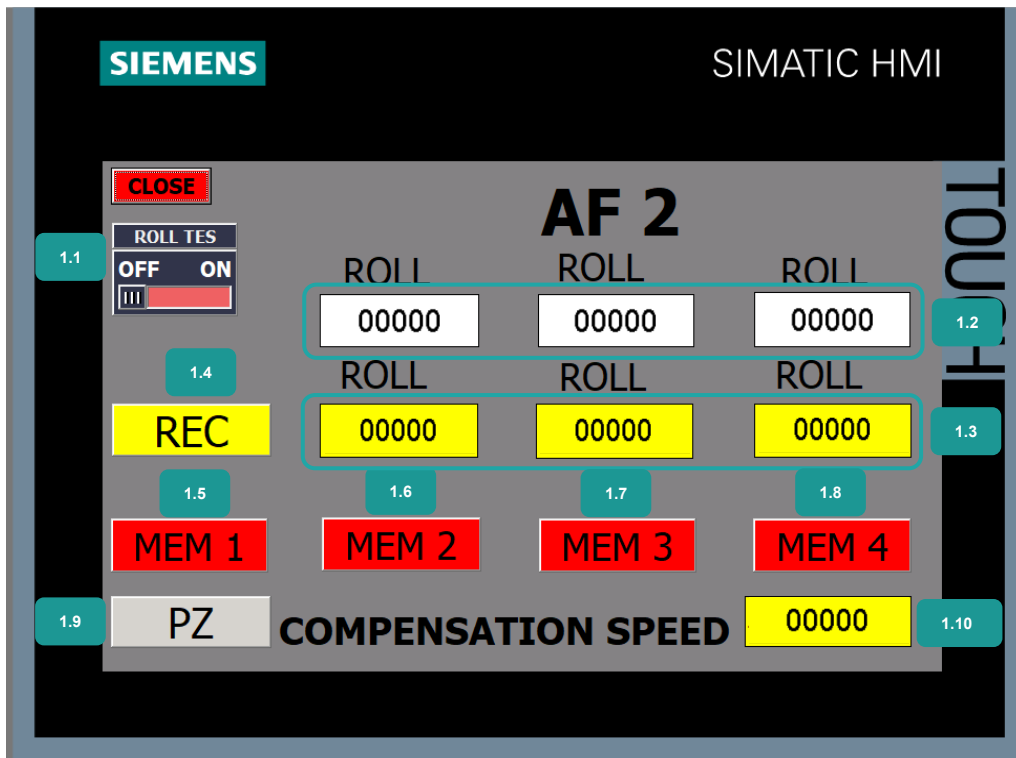 SIEMENS
SIMATIC HMI
TOUCH
CLOSE
AF 2
1.1
ROLL TES
OFF ON
ROLL ROLL ROLL
00000 00000 00000
1.2
1.4
ROLL ROLL ROLL
REC
00000 00000 00000
1.3
1.5 1.6 1.7 1.8
MEM 1 MEM 2 MEM 3 MEM 4
1.9
PZ
COMPENSATION SPEED
00000
1.10